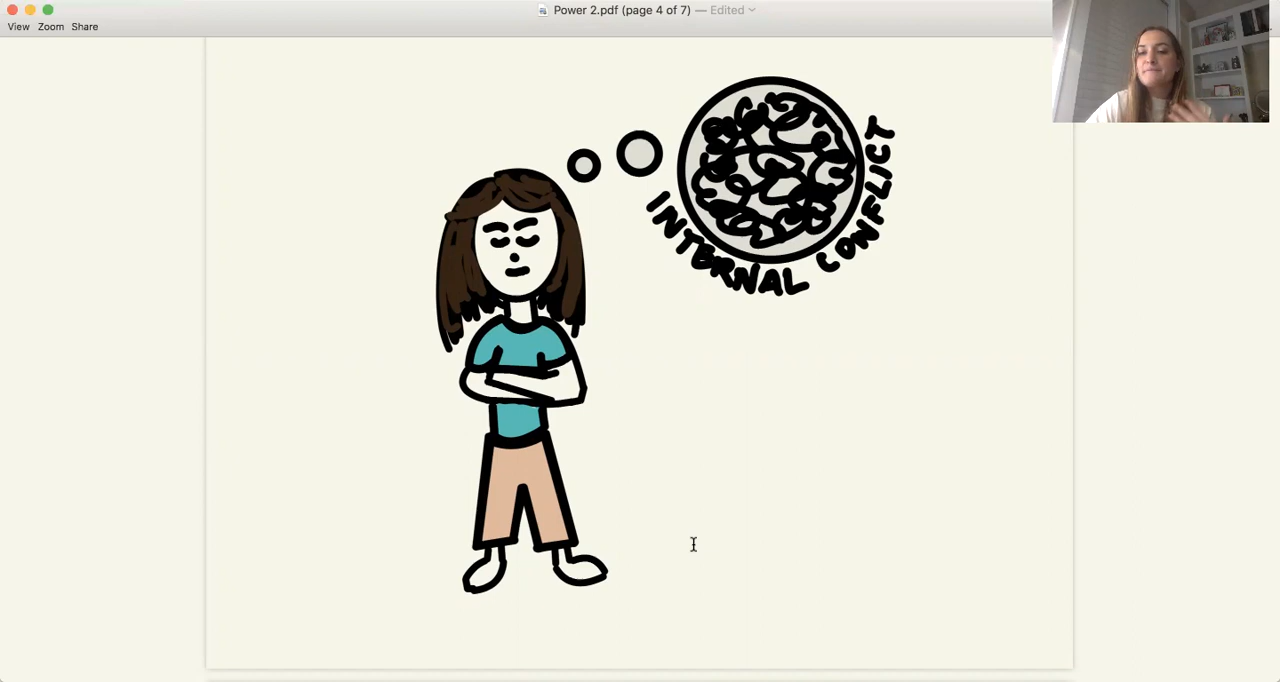 Power 2.pdf (page 4 of 7) — Edited
View Zoom Share
INTERNAL CONFLICT